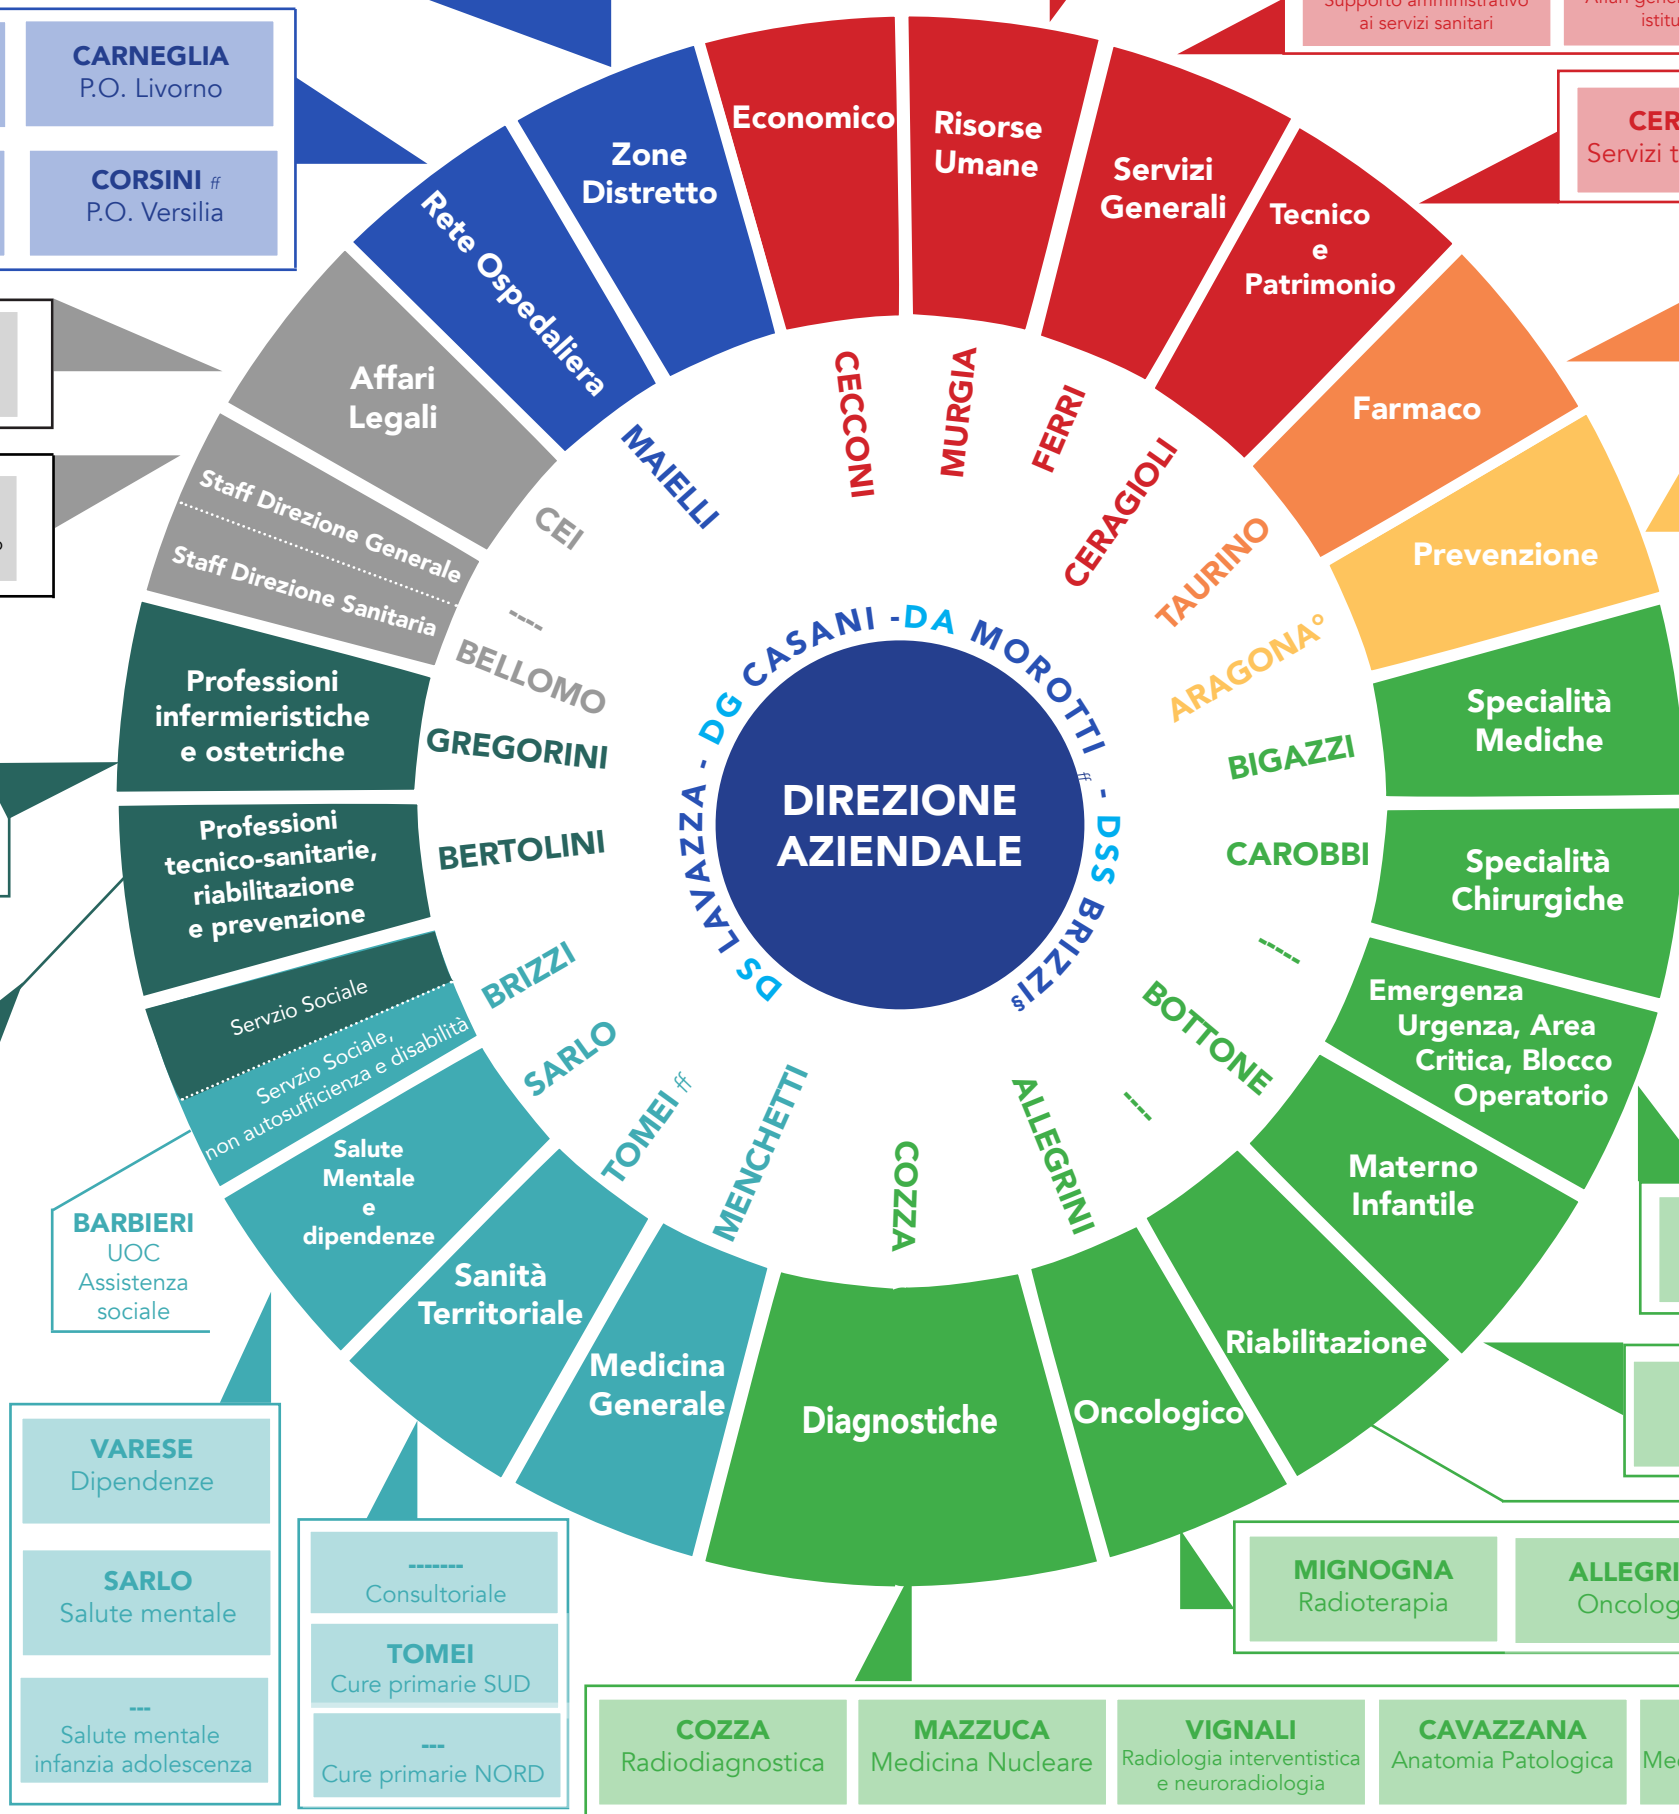 Supporto amministrativo
ai servizi sanitari
istitu
CARNEGLIA
P.O. Livorno
CORSINI ff
P.O. Versilia
CER
Servizi t
Economico
Risorse
Umane
Servizi
Generali
Tecnico
e
Patrimonio
Zone
Distretto
Rete Ospedaliera
Affari
Legali
Staff Direzione Generale
Staff Direzione Sanitaria
Professioni
infermieristiche
e ostetriche
Professioni
tecnico-sanitarie,
riabilitazione
e prevenzione
Servzio Sociale
Servzio Sociale,
non autosufficienza e disabilità
Salute
Mentale
e
dipendenze
Sanità
Territoriale
Medicina
Generale
Diagnostiche
Oncologico
Riabilitazione
Materno
Infantile
Emergenza
Urgenza, Area
Critica, Blocco
Operatorio
Specialità
Chirurgiche
Specialità
Mediche
Prevenzione
Farmaco
MAIELLI
CECCONI
MURGIA
FERRI
CERAGIOLI
TAURINO
ARAGONA°
BIGAZZI
CAROBBI
-----
BOTTONE
----
ALLEGRINI
COZZA
MENCHETTI
TOMEI ff
SARLO
BRIZZI
BERTOLINI
GREGORINI
BELLOMO
----
CEI
DS LAVAZZA - DG CASANI -DA MOROTTI ff - DSS BRIZZI§
DIREZIONE
AZIENDALE
BARBIERI
UOC
Assistenza
sociale
VARESE
Dipendenze
SARLO
Salute mentale
---
Salute mentale
infanzia adolescenza
-------
Consultoriale
TOMEI
Cure primarie SUD
---
Cure primarie NORD
MIGNOGNA
Radioterapia
ALLEGRI
Oncolog
COZZA
Radiodiagnostica
MAZZUCA
Medicina Nucleare
VIGNALI
Radiologia interventistica
e neuroradiologia
CAVAZZANA
Anatomia Patologica
Med